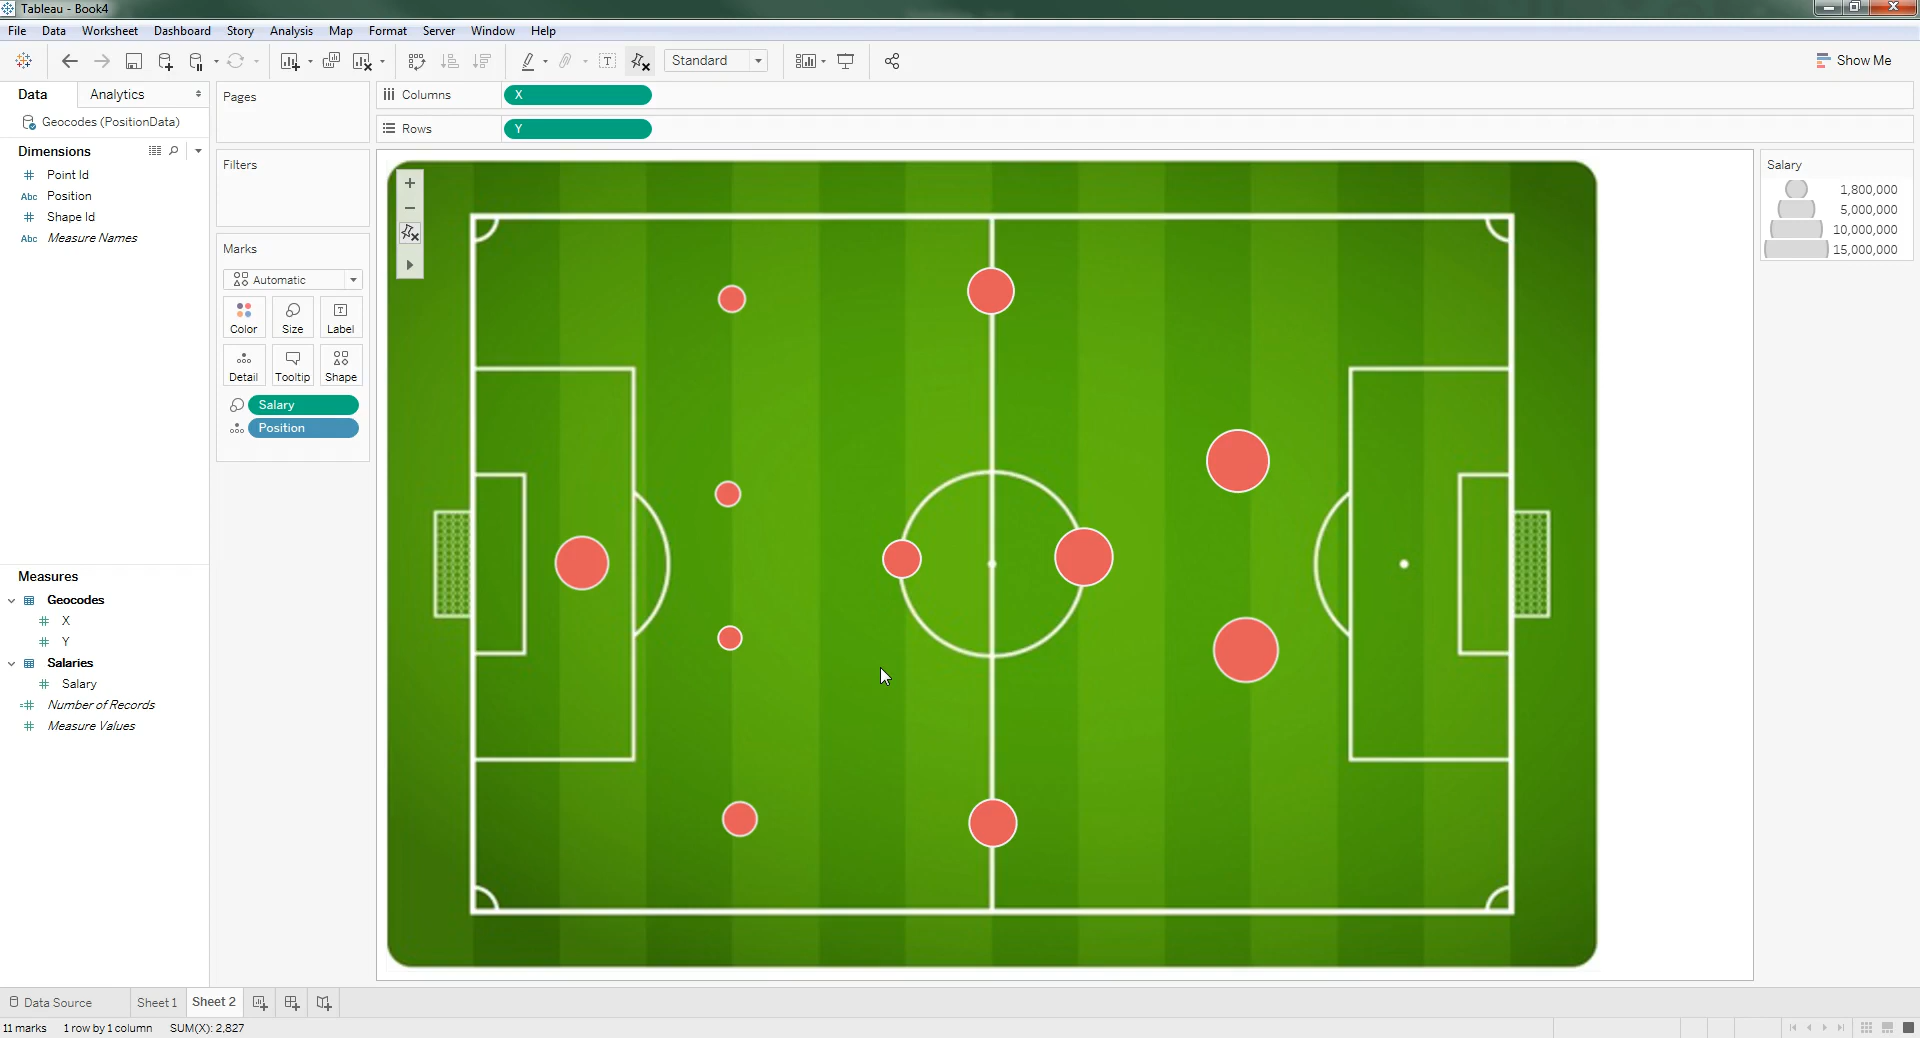 Tableau - Book4
File Data Worksheet Dashboard Story Analysis Map Format Server Window Help
Standard
Show Me
Data Analytics
Geocodes (PositionData)
Dimensions
Point Id
Abc Position
Shape Id
Abc Measure Names
Measures
Geocodes
X
Y
Salaries
Salary
Number of Records
Measure Values
Pages
Filters
Marks
Automatic
Color Size Label
Detail Tooltip Shape
Salary
Position
Columns X
Rows Y
Salary
1,800,000
5,000,000
10,000,000
15,000,000
Data Source Sheet 1 Sheet 2
11 marks 1 row by 1 column SUM(X): 2,827